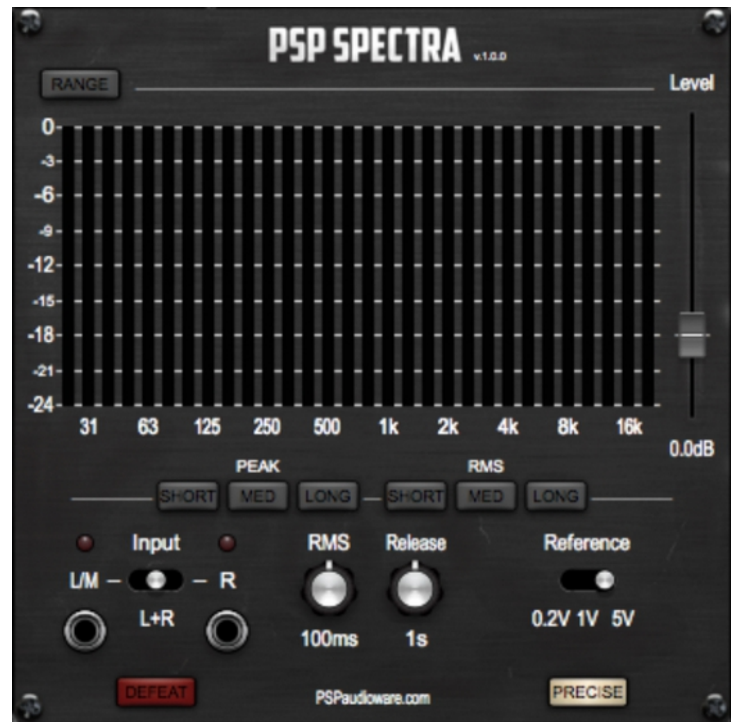 PSP SPECTRA v.1.0.0
RANGE
Level
0
-3
-6
-9
-12
-15
-18
-21
-24
31 63 125 250 500 1k 2k 4k 8k 16k
0.0dB
PEAK RMS
SHORT MED LONG SHORT MED LONG
Input RMS Release Reference
L/M R
L+R 0.2V 1V 5V
100ms 1s
DEFEAT PSPaudioware.com PRECISE